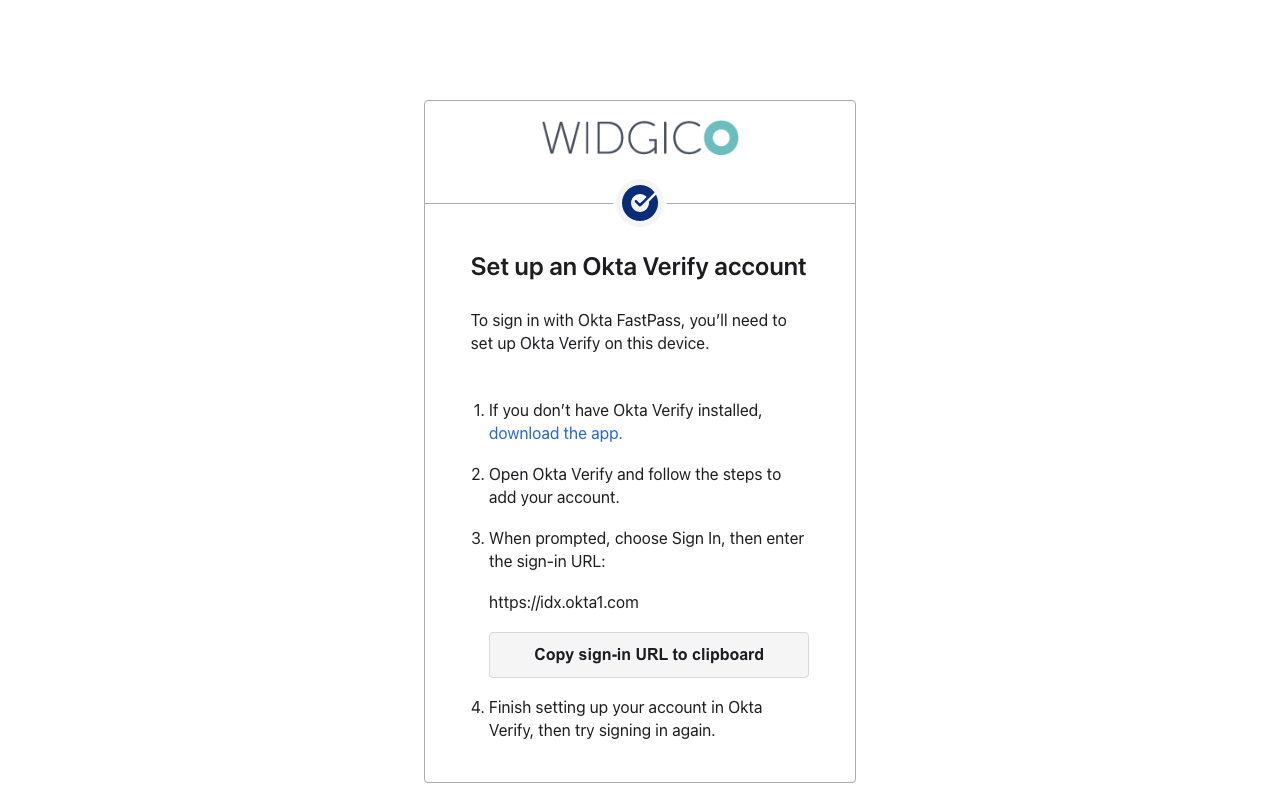 WIDGICO
Set up an Okta Verify account
To sign in with Okta FastPass, you’ll need to
set up Okta Verify on this device.
1. If you don’t have Okta Verify installed,
download the app.
2. Open Okta Verify and follow the steps to
add your account.
3. When prompted, choose Sign In, then enter
the sign-in URL:
https://idx.okta1.com
Copy sign-in URL to clipboard
4. Finish setting up your account in Okta
Verify, then try signing in again.